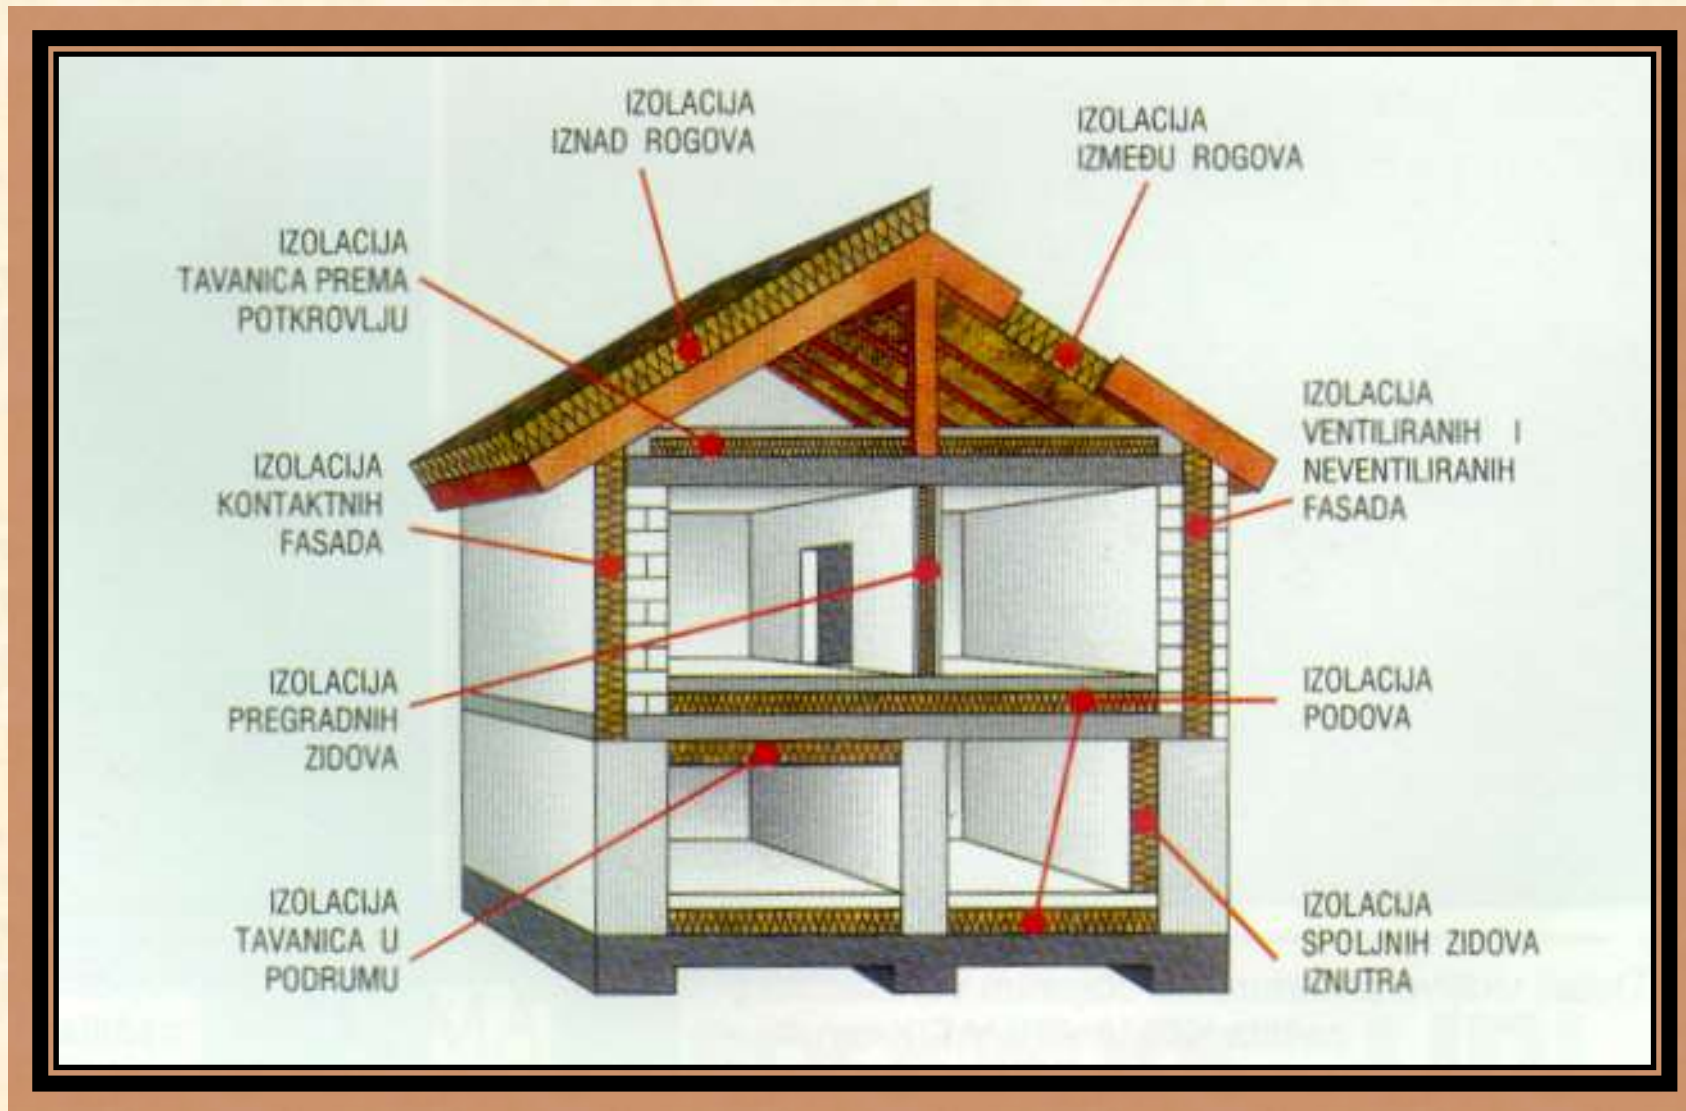 IZOLACIJA
IZNAD ROGOVA
IZOLACIJA
IZMEĐU ROGOVA
IZOLACIJA
TAVANICA PREMA
POTKROVLJU
IZOLACIJA
VENTILIRANIH I
NEVENTILIRANIH
FASADA
IZOLACIJA
KONTAKTNIH
FASADA
IZOLACIJA
PREGRADNIH
ZIDOVA
IZOLACIJA
PODOVA
IZOLACIJA
TAVANICA U
PODRUMU
IZOLACIJA
SPOLJNIH ZIDOVA
IZNUTRA